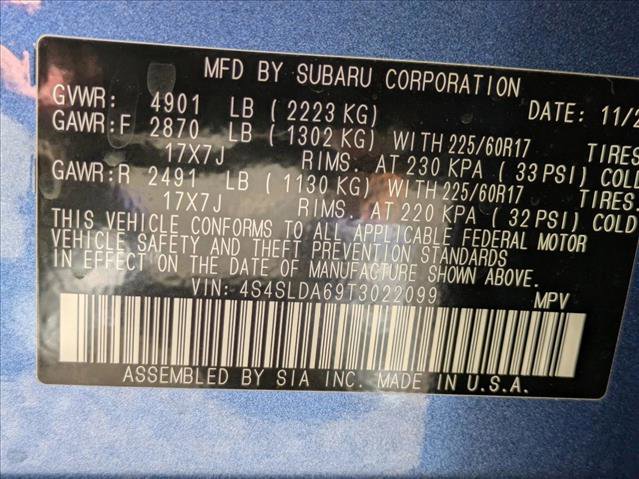 MFD BY SUBARU CORPORATION
GVWR: 4901 LB ( 2223 KG) DATE: 11/2
GAWR:F 2870 LB ( 1302 KG) WITH 225/60R17 TIRES
17X7J RIMS. AT 230 KPA ( 33 PSI) COLD
GAWR:R 2491 LB ( 1130 KG) WITH 225/60R17 TIRES.
17X7J RIMS. AT 220 KPA ( 32 PSI) COLD
THIS VEHICLE CONFORMS TO ALL APPLICABLE FEDERAL MOTOR
VEHICLE SAFETY AND THEFT PREVENTION STANDARDS
IN EFFECT ON THE DATE OF MANUFACTURE SHOWN ABOVE.
VIN: 4S4SLDA69T3022099 MPV
ASSEMBLED BY SIA INC. MADE IN U.S.A.